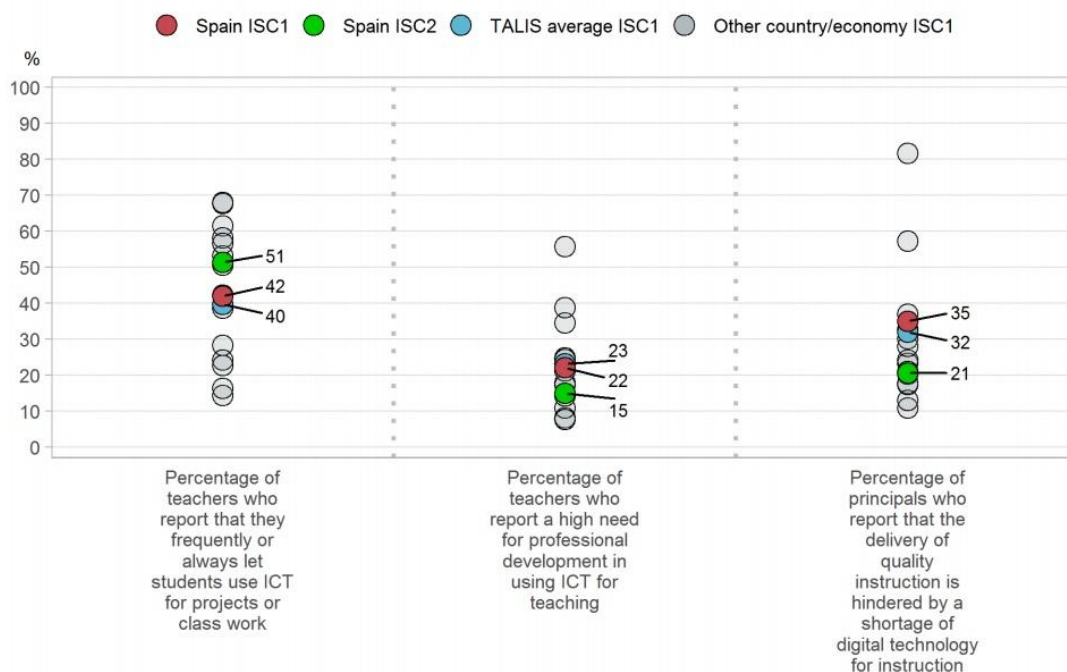 Spain ISC1 Spain ISC2 TALIS average ISC1 Other country/economy ISC1
%
100
90
80
70
60
50
40
30
20
10
0
51
42
40
23
22
15
35
32
21
Percentage of
teachers who
report that they
frequently or
always let
students use ICT
for projects or
class work
Percentage of
teachers who
report a high need
for professional
development in
using ICT for
teaching
Percentage of
principals who
report that the
delivery of
quality
instruction is
hindered by a
shortage of
digital technology
for instruction